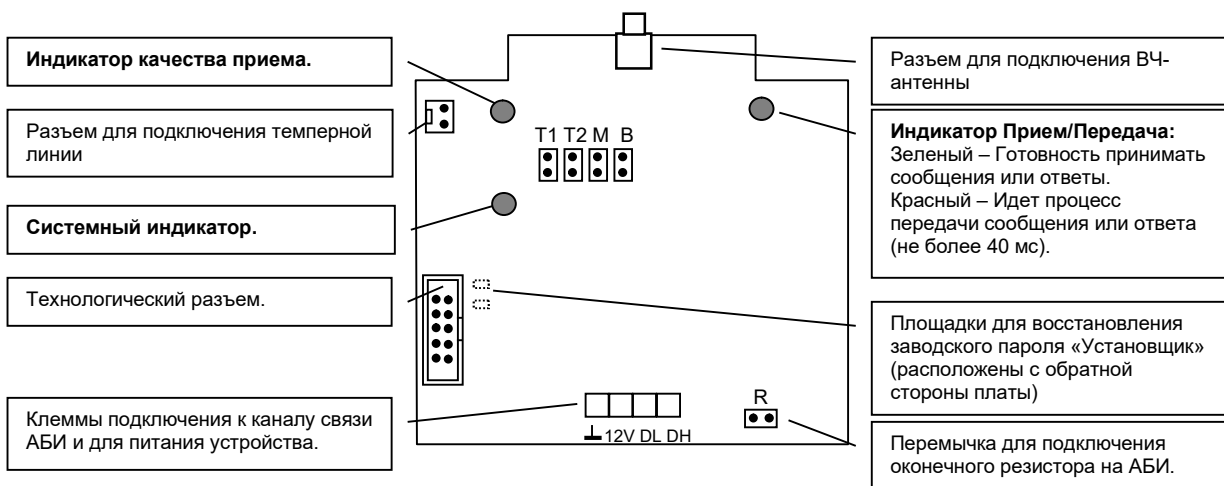 Индикатор качества приема.
Разъем для подключения темперной
линии
Системный индикатор.
Технологический разъем.
Клеммы подключения к каналу связи
АБИ и для питания устройства.
T1 T2 M B
R
12V DL DH
Разъем для подключения ВЧ-
антенны
Индикатор Прием/Передача:
Зеленый – Готовность принимать
сообщения или ответы.
Красный – Идет процесс
передачи сообщения или ответа
(не более 40 мс).
Площадки для восстановления
заводского пароля «Установщик»
(расположены с обратной
стороны платы)
Перемычка для подключения
оконечного резистора на АБИ.